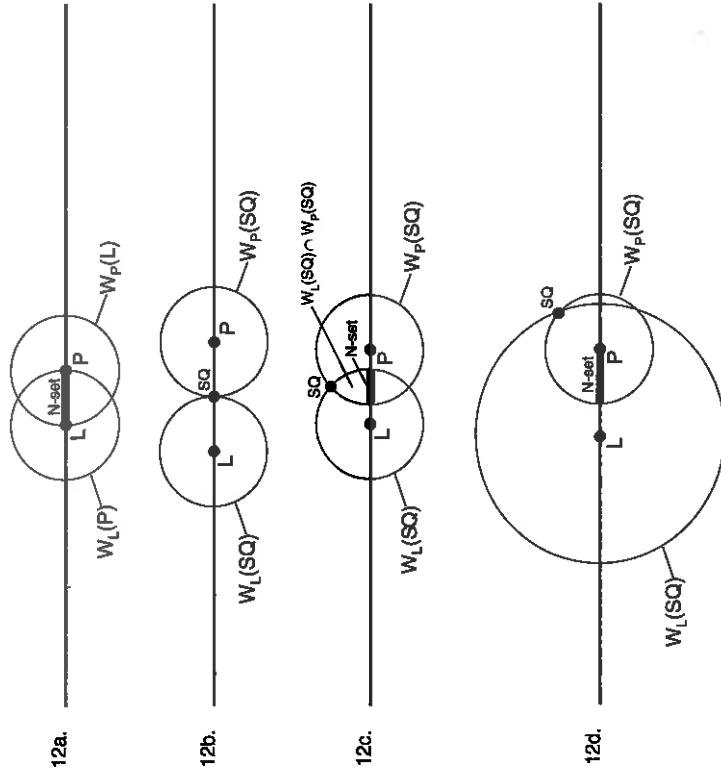 12a.
W_L(P)
L
N-set
P
W_P(L)
12b.
W_L(SQ)
L
SQ
P
W_P(SQ)
12c.
W_L(SQ)
L
SQ
N-set
P
W_L(SQ)∩W_P(SQ)
W_P(SQ)
12d.
W_L(SQ)
L
N-set
P
SQ
W_P(SQ)